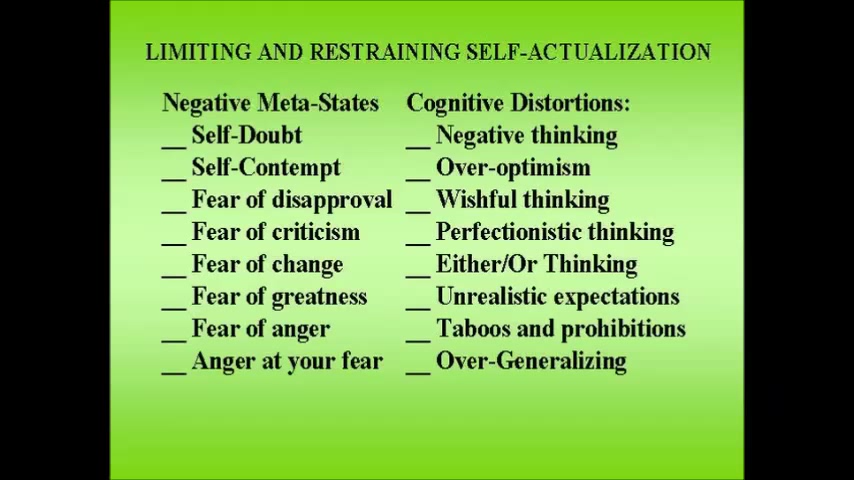 LIMITING AND RESTRAINING SELF-ACTUALIZATION
Negative Meta-States Cognitive Distortions:
__ Self-Doubt __ Negative thinking
__ Self-Contempt __ Over-optimism
__ Fear of disapproval __ Wishful thinking
__ Fear of criticism __ Perfectionistic thinking
__ Fear of change __ Either/Or Thinking
__ Fear of greatness __ Unrealistic expectations
__ Fear of anger __ Taboos and prohibitions
__ Anger at your fear __ Over-Generalizing